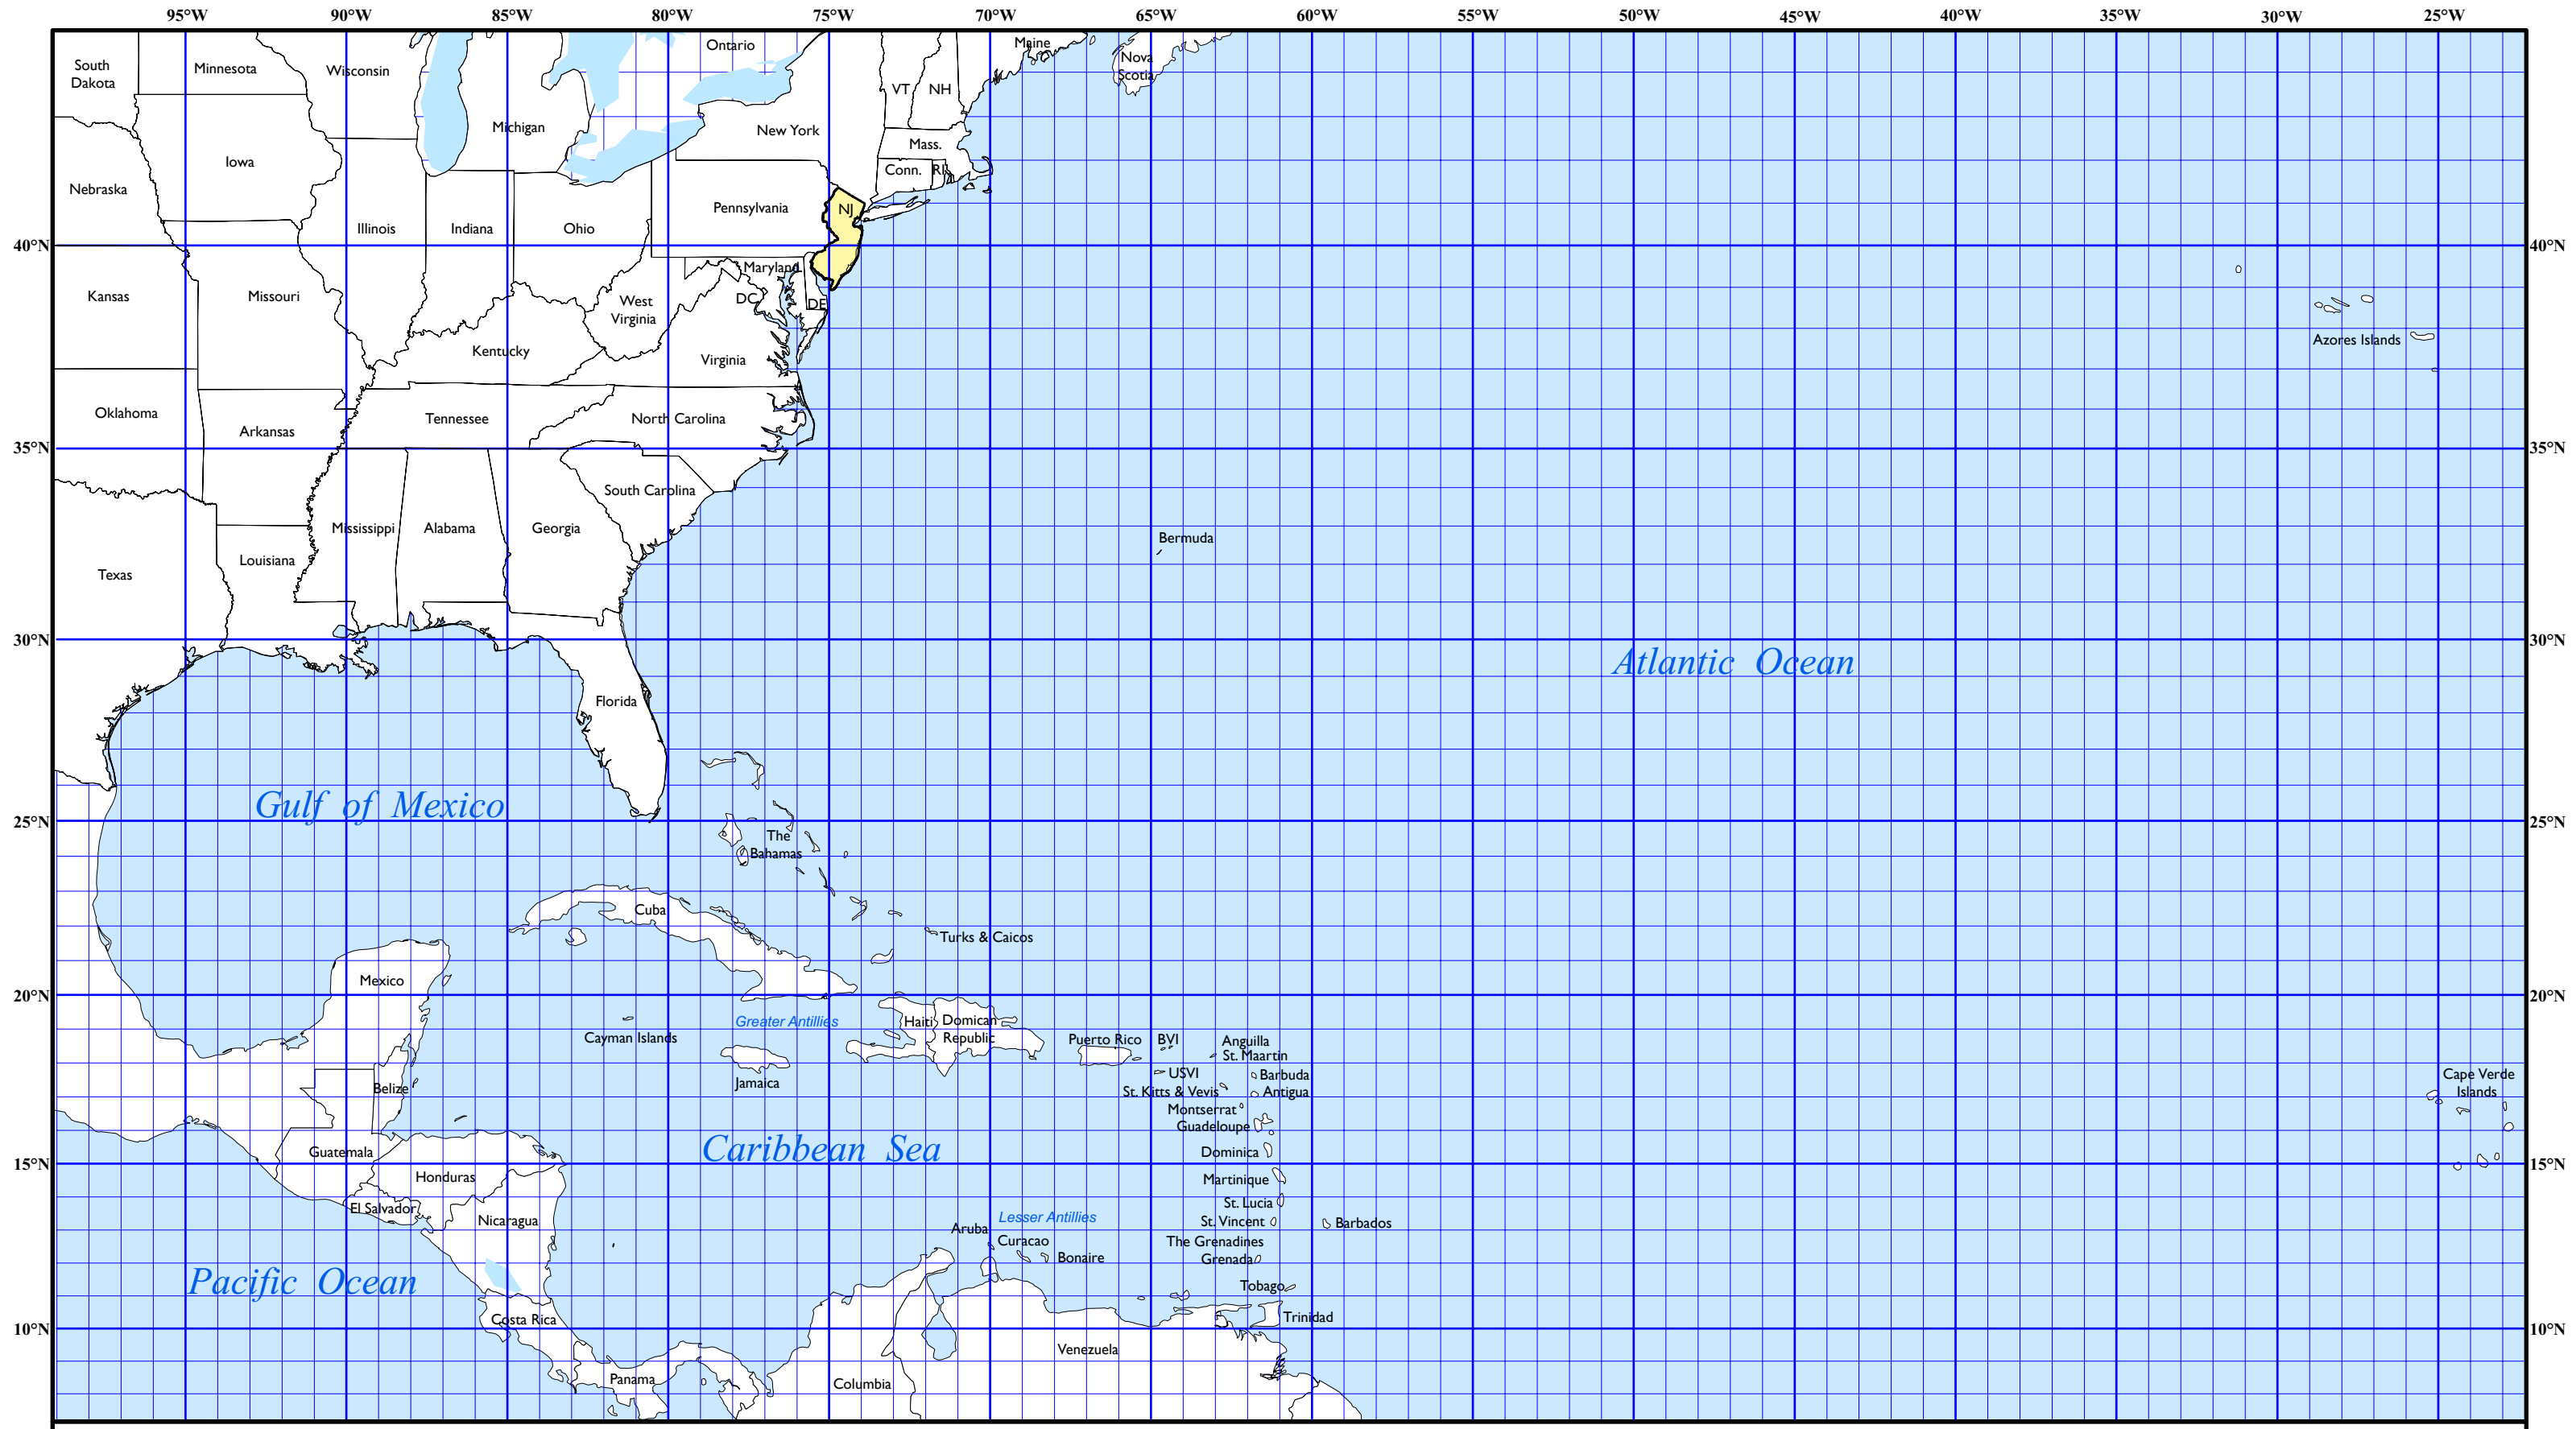 95°W 90°W 85°W 80°W 75°W 70°W 65°W 60°W 55°W 50°W 45°W 40°W 35°W 30°W 25°W
Ontario
Maine
Nova
Scotia
South
Dakota
Minnesota
Wisconsin
VT
NH
Michigan
New York
Mass.
Iowa
Conn.
RI
Nebraska
Pennsylvania
NJ
Illinois
Indiana
Ohio
40°N
40°N
Maryland
Kansas
Missouri
West
Virginia
DC
DE
Azores Islands
Kentucky
Virginia
Oklahoma
Arkansas
Tennessee
North Carolina
35°N
35°N
South Carolina
Mississippi
Alabama
Georgia
Bermuda
Louisiana
Texas
30°N
30°N
Atlantic Ocean
Florida
Gulf of Mexico
25°N
25°N
The
Bahamas
Cuba
Turks & Caicos
Mexico
20°N
20°N
Greater Antillies
Haiti
Domican
Republic
Cayman Islands
Puerto Rico
BVI
Anguilla
St. Maartin
Jamaica
USVI
Barbuda
Cape Verde
Islands
Belize
St. Kitts & Vevis
Antigua
Montserrat
Guadeloupe
Guatemala
Caribbean Sea
Dominica
15°N
15°N
Honduras
Martinique
El Salvador
St. Lucia
Nicaragua
Lesser Antillies
St. Vincent
Barbados
Aruba
Curacao
The Grenadines
Bonaire
Grenada
Pacific Ocean
Tobago
Costa Rica
Trinidad
10°N
10°N
Venezuela
Panama
Columbia